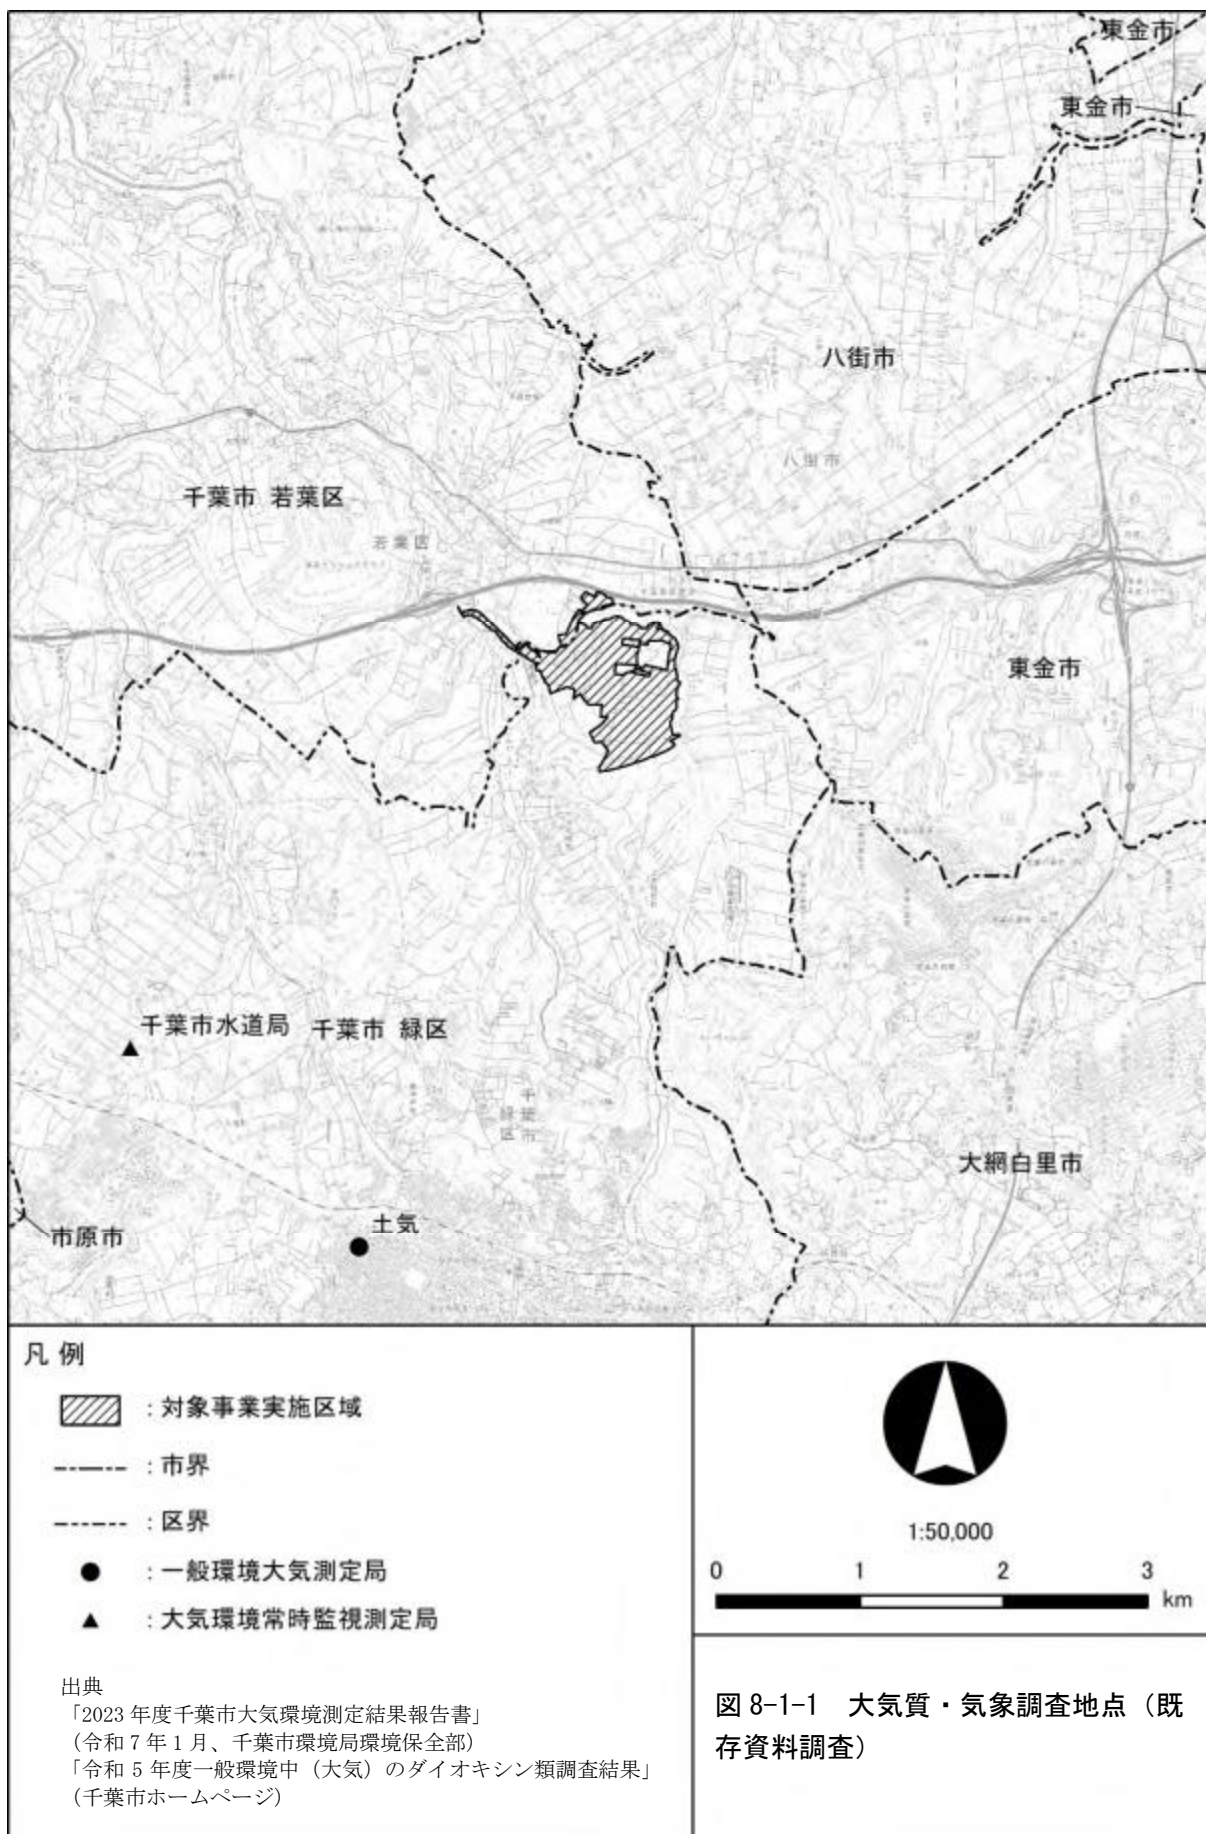 東金市
東金市
八街市
八街市
千葉市 若葉区
若葉区
東金市
千葉市水道局
千葉市 緑区
千葉市
緑区
大網白里市
土気
市原市
凡 例
：対象事業実施区域
：市界
：区界
：一般環境大気測定局
：大気環境常時監視測定局
出典
「2023 年度千葉市大気環境測定結果報告書」
（令和 7 年 1 月、千葉市環境局環境保全部）
「令和 5 年度一般環境中（大気）のダイオキシン類調査結果」
（千葉市ホームページ）
1:50,000
0 1 2 3
km
図 8-1-1 大気質・気象調査地点（既
存資料調査）